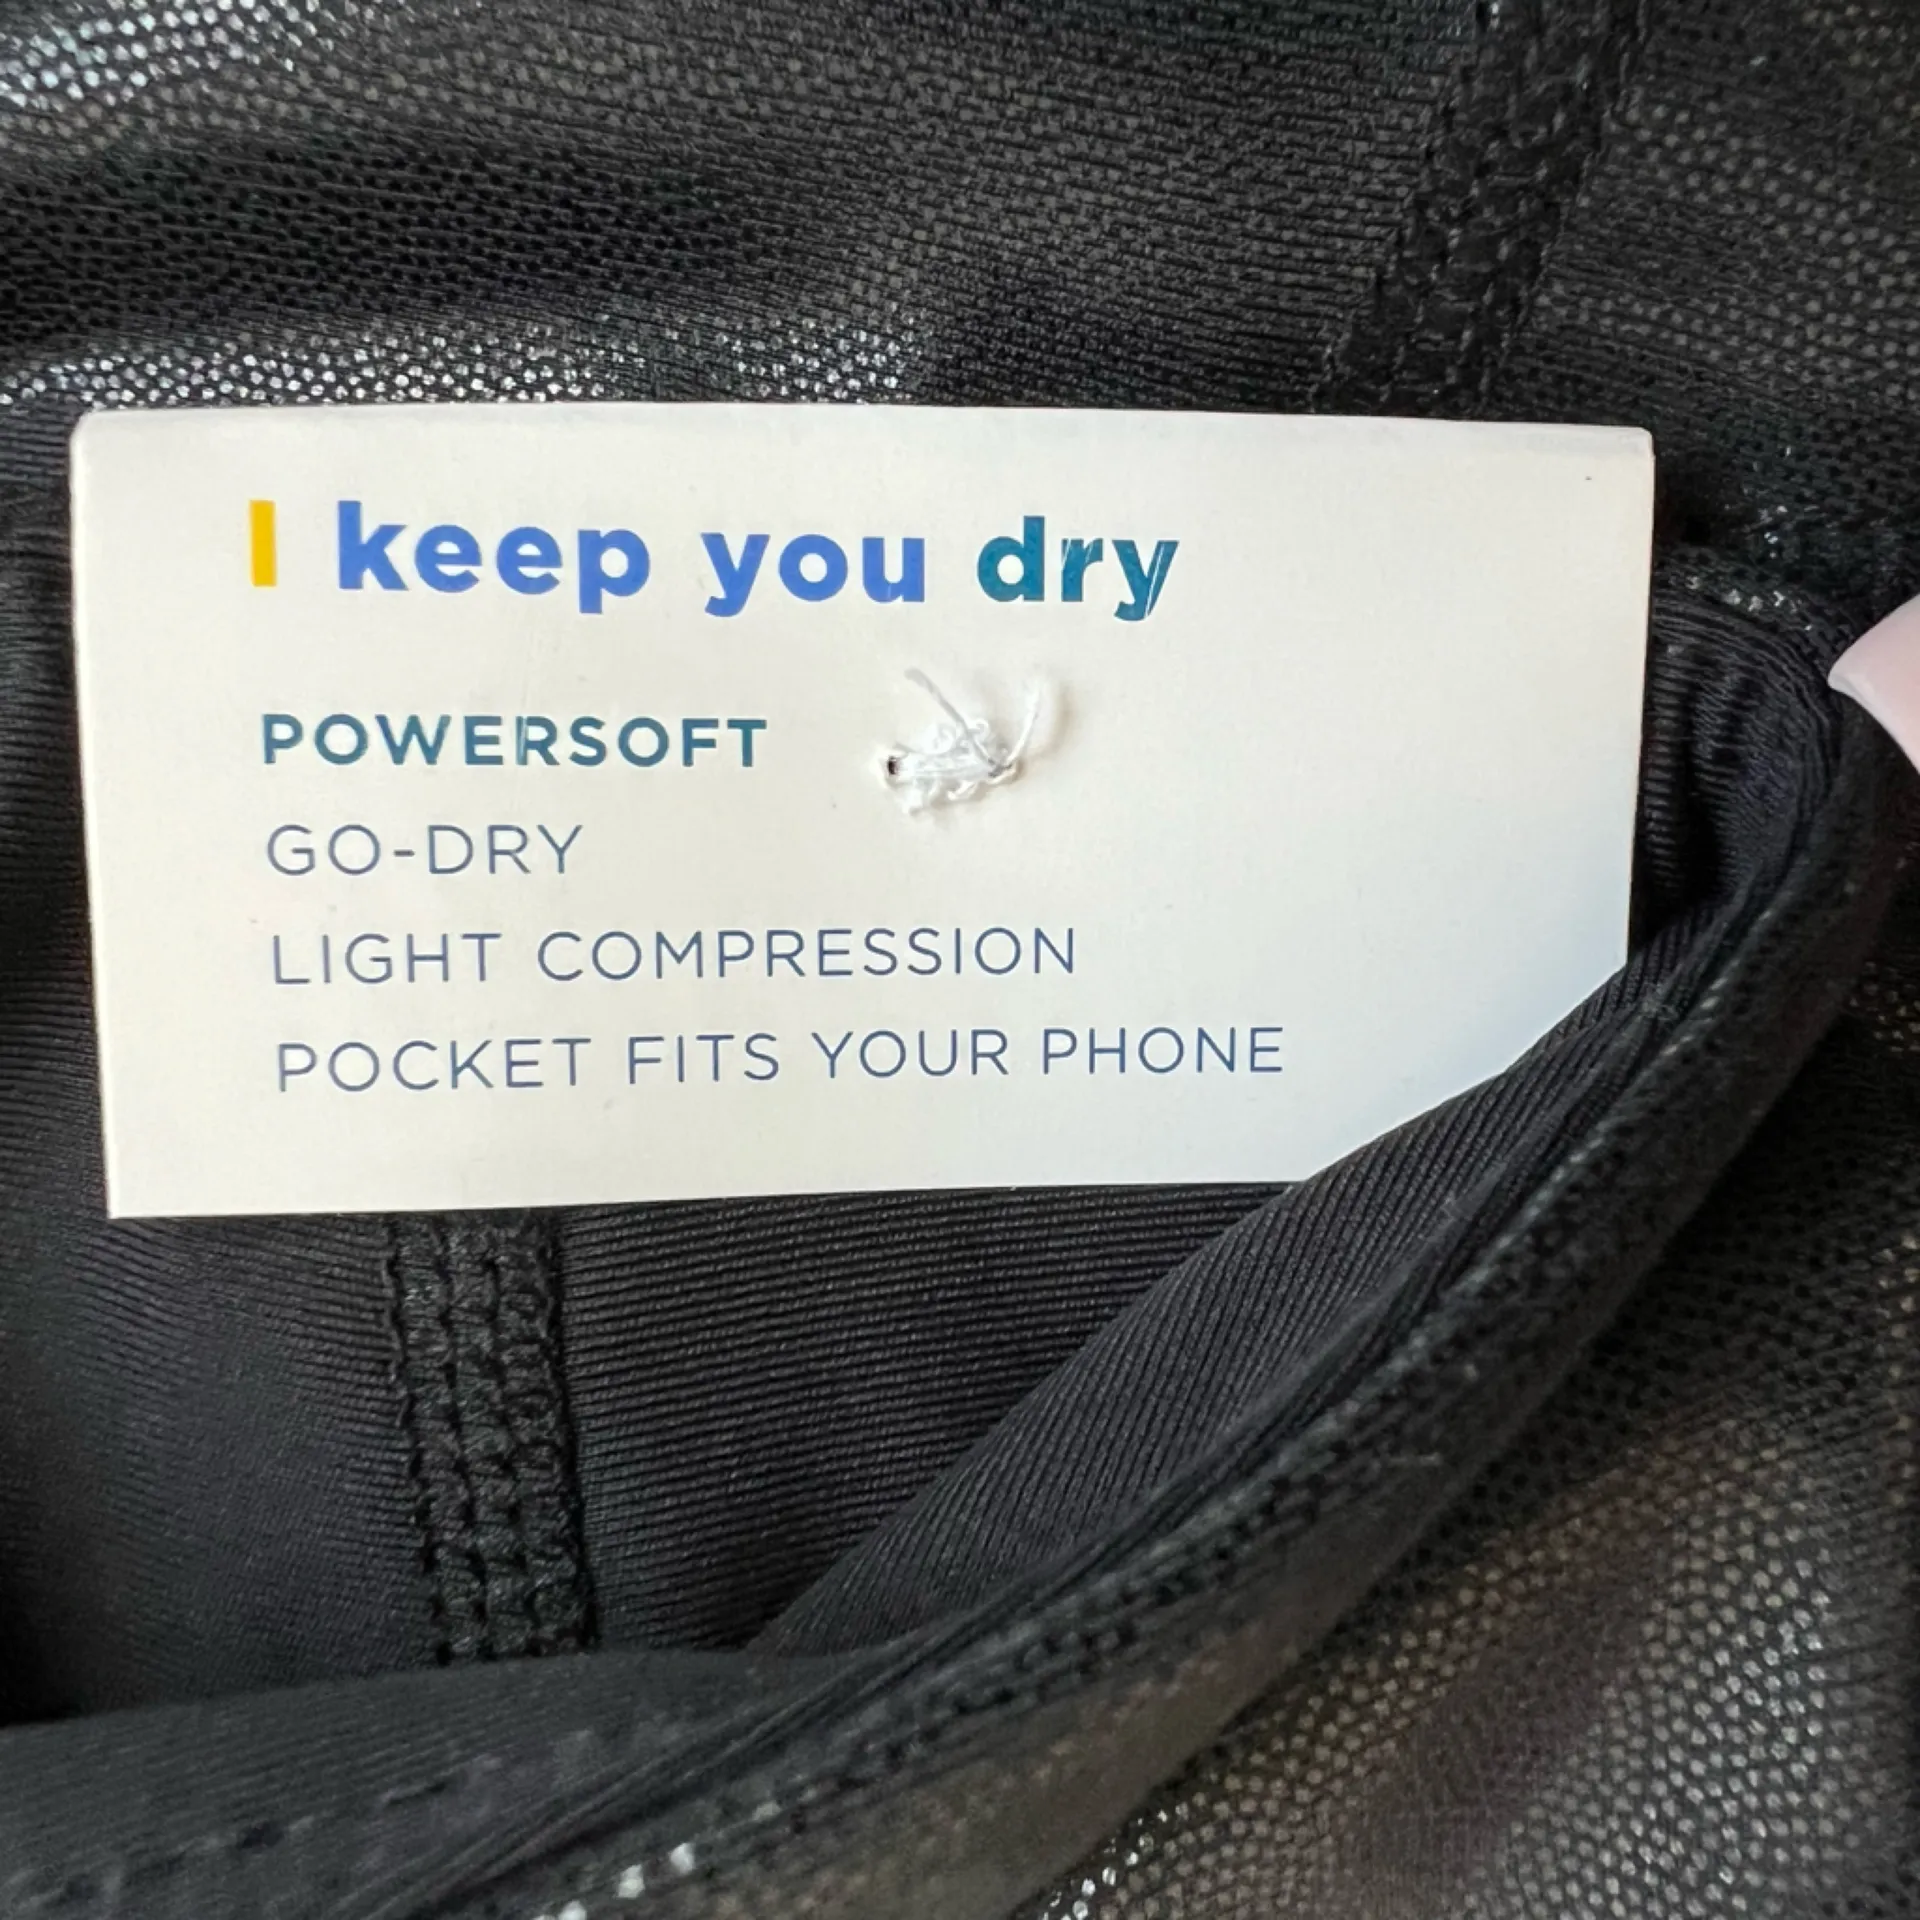 I keep you dry
POWERSOFT
GO-DRY
LIGHT COMPRESSION
POCKET FITS YOUR PHONE